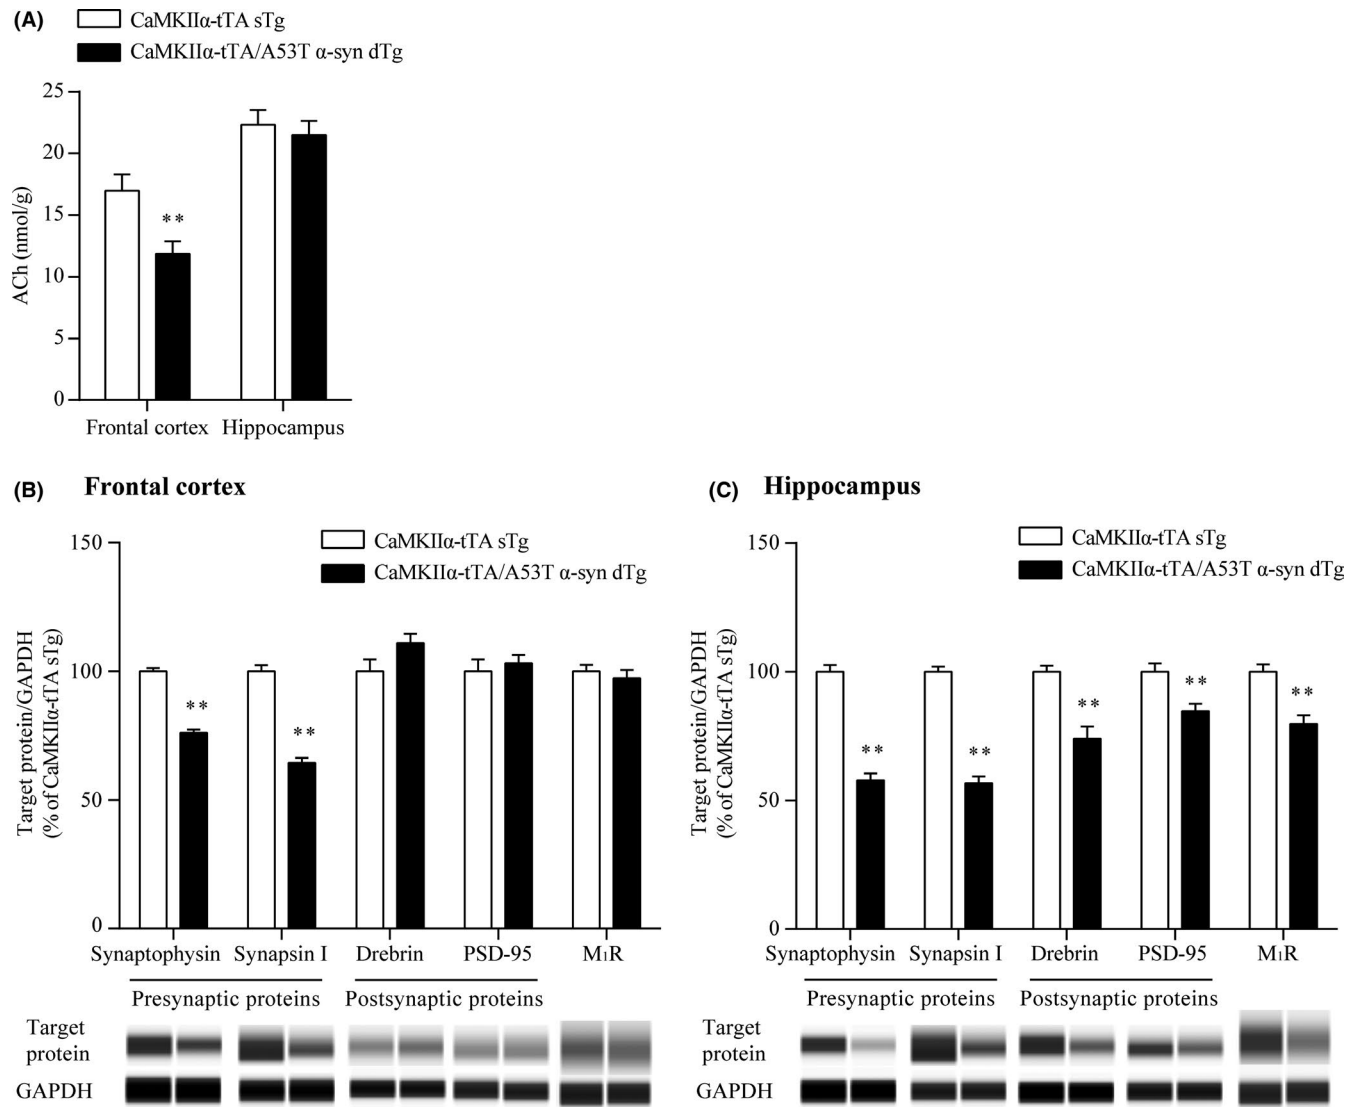 (A)
CaMKIIα-tTA sTg
CaMKIIα-tTA/A53T α-syn dTg
ACh (nmol/g)
25
20
15
10
5
0
**
Frontal cortex Hippocampus
(B) Frontal cortex
CaMKIIα-tTA sTg
CaMKIIα-tTA/A53T α-syn dTg
Target protein/GAPDH
(% of CaMKIIα-tTA sTg)
150
100
50
0
**
**
Synaptophysin Synapsin I Drebrin PSD-95 M1R
Presynaptic proteins Postsynaptic proteins
Target
protein
GAPDH
(C) Hippocampus
CaMKIIα-tTA sTg
CaMKIIα-tTA/A53T α-syn dTg
Target protein/GAPDH
(% of CaMKIIα-tTA sTg)
150
100
50
0
**
**
**
**
**
Synaptophysin Synapsin I Drebrin PSD-95 M1R
Presynaptic proteins Postsynaptic proteins
Target
protein
GAPDH